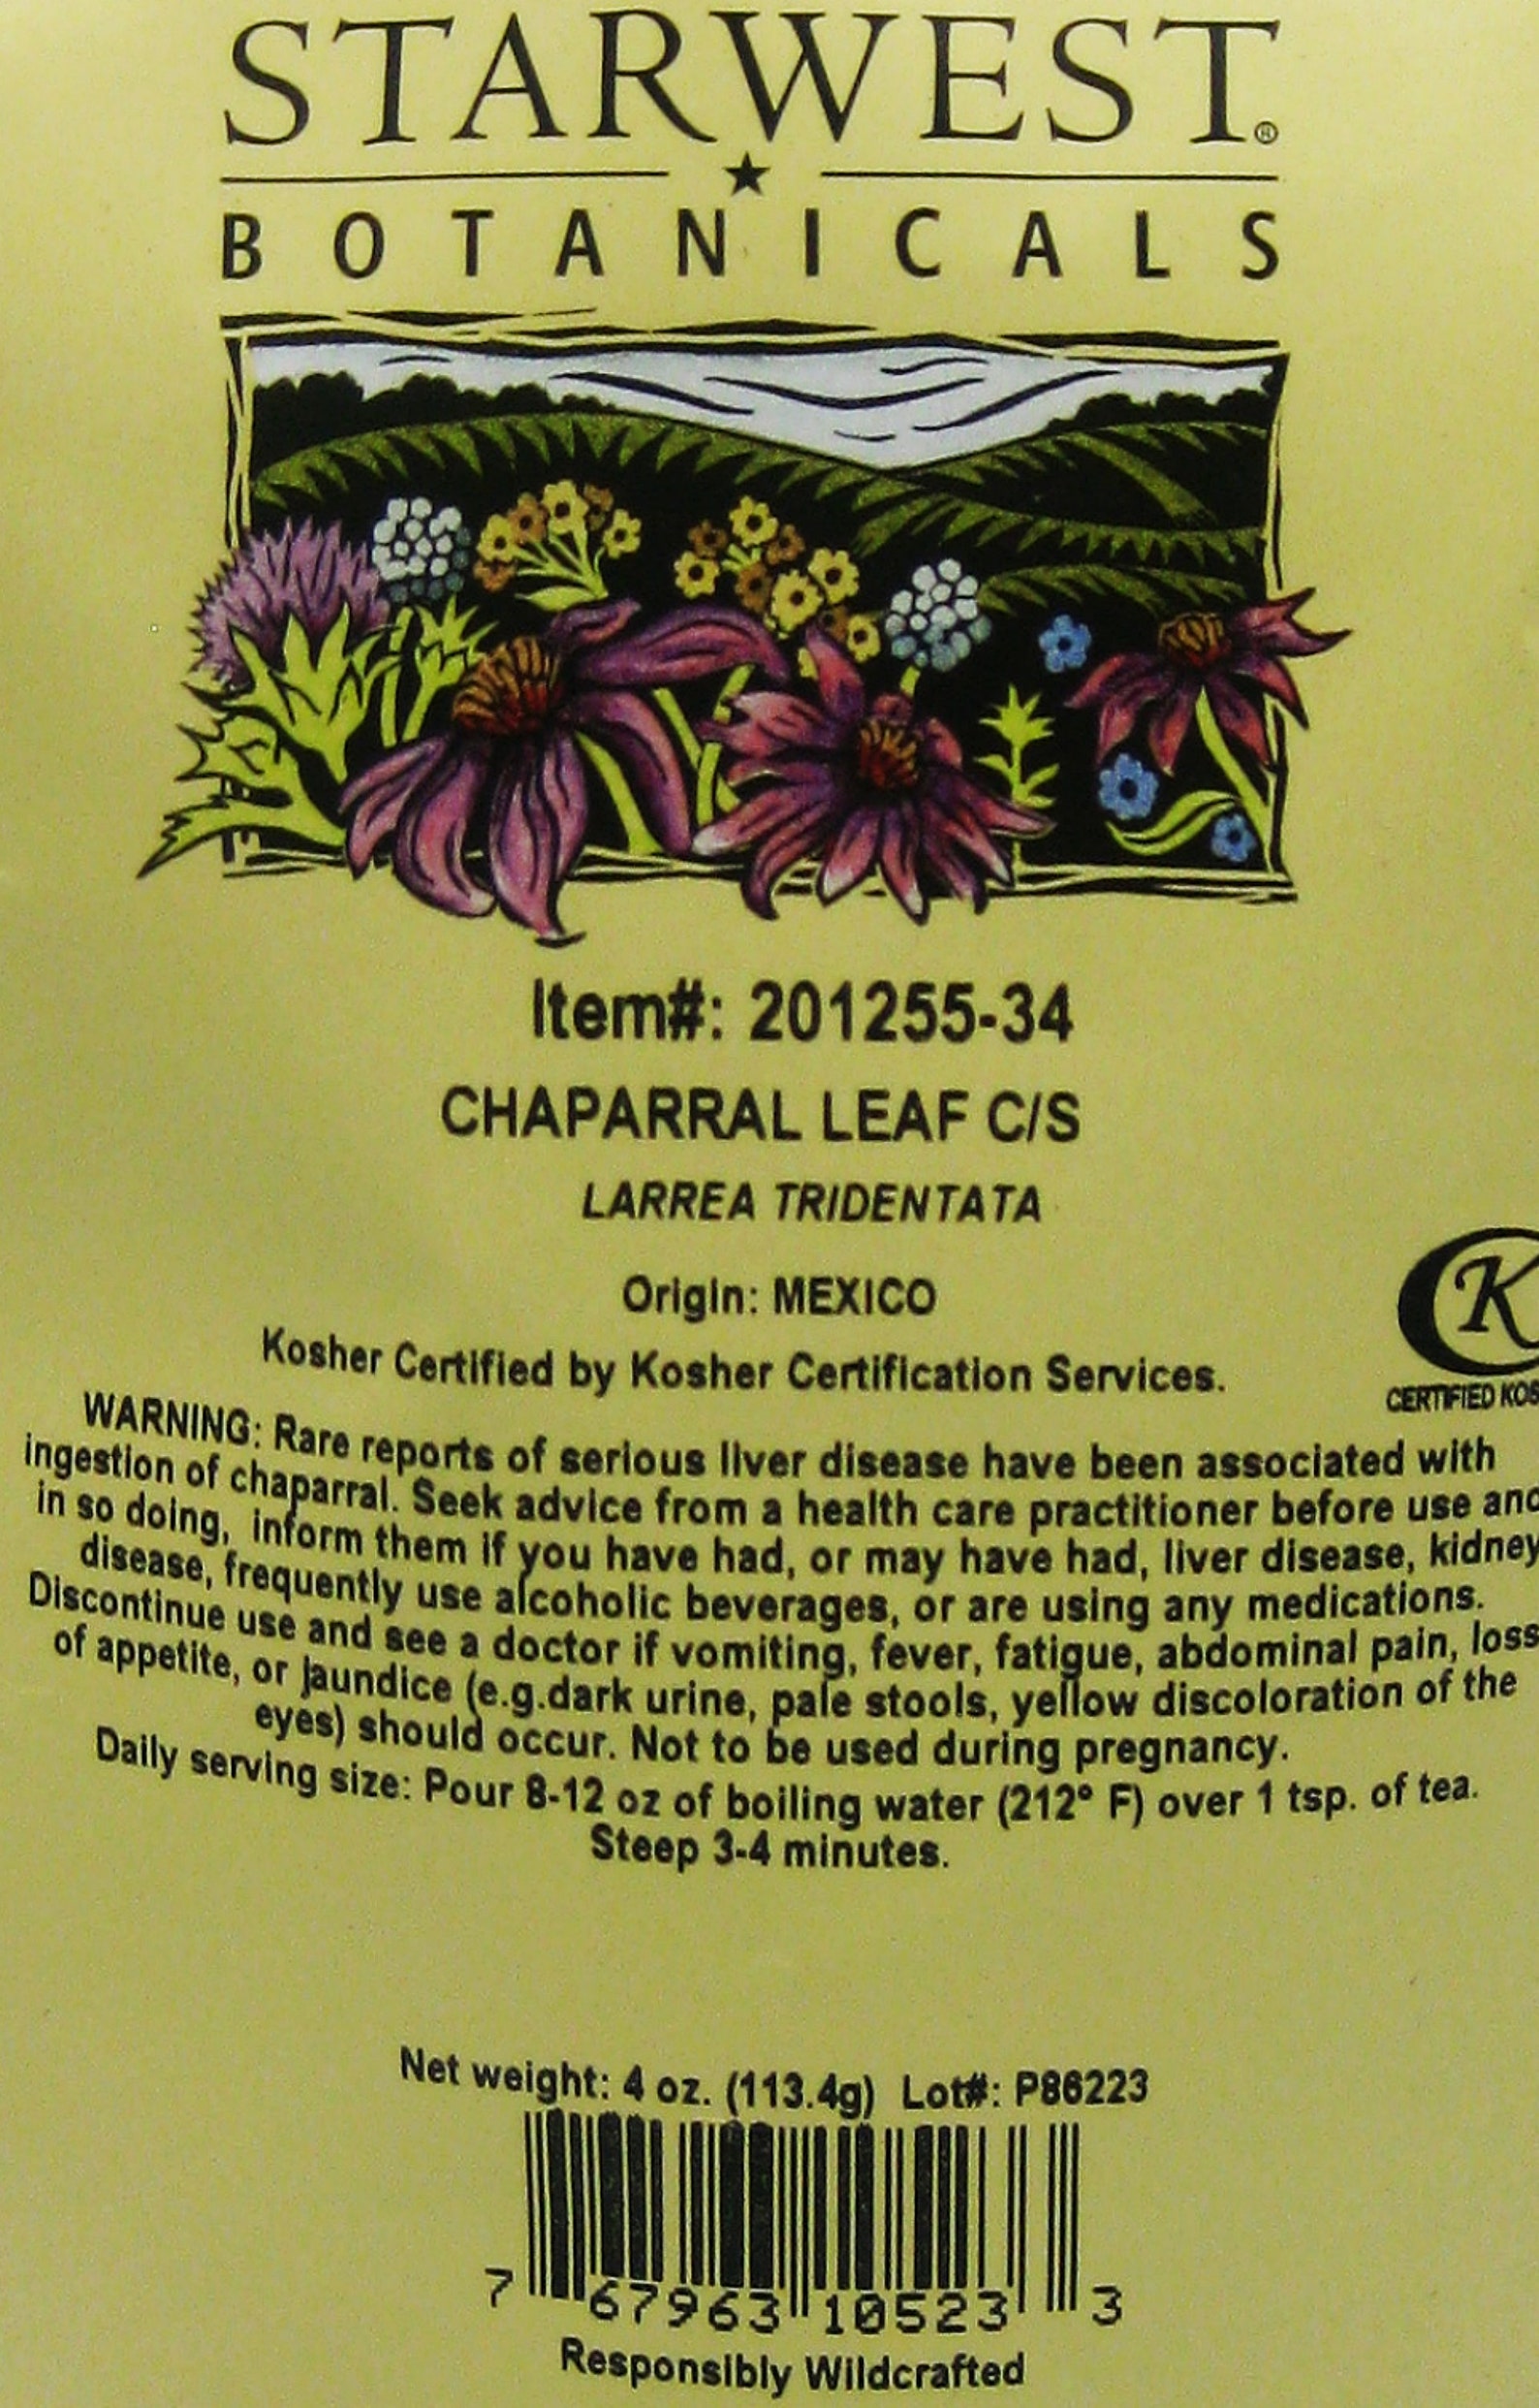 STARWEST®
BOTANICALS
Item#: 201255-34
CHAPARRAL LEAF C/S
LARREA TRIDENTATA
Origin: MEXICO
Kosher Certified by Kosher Certification Services.
K
CERTIFIED KOS
WARNING: Rare reports of serious liver disease have been associated with
ingestion of chaparral. Seek advice from a health care practitioner before use and
in so doing, inform them if you have had, or may have had, liver disease, kidney
disease, frequently use alcoholic beverages, or are using any medications.
Discontinue use and see a doctor if vomiting, fever, fatigue, abdominal pain, loss
of appetite, or jaundice (e.g.dark urine, pale stools, yellow discoloration of the
eyes) should occur. Not to be used during pregnancy.
Daily serving size: Pour 8-12 oz of boiling water (212° F) over 1 tsp. of tea.
Steep 3-4 minutes.
Net weight: 4 oz. (113.4g) Lot#: P86223
7 67963 10523 3
Responsibly Wildcrafted